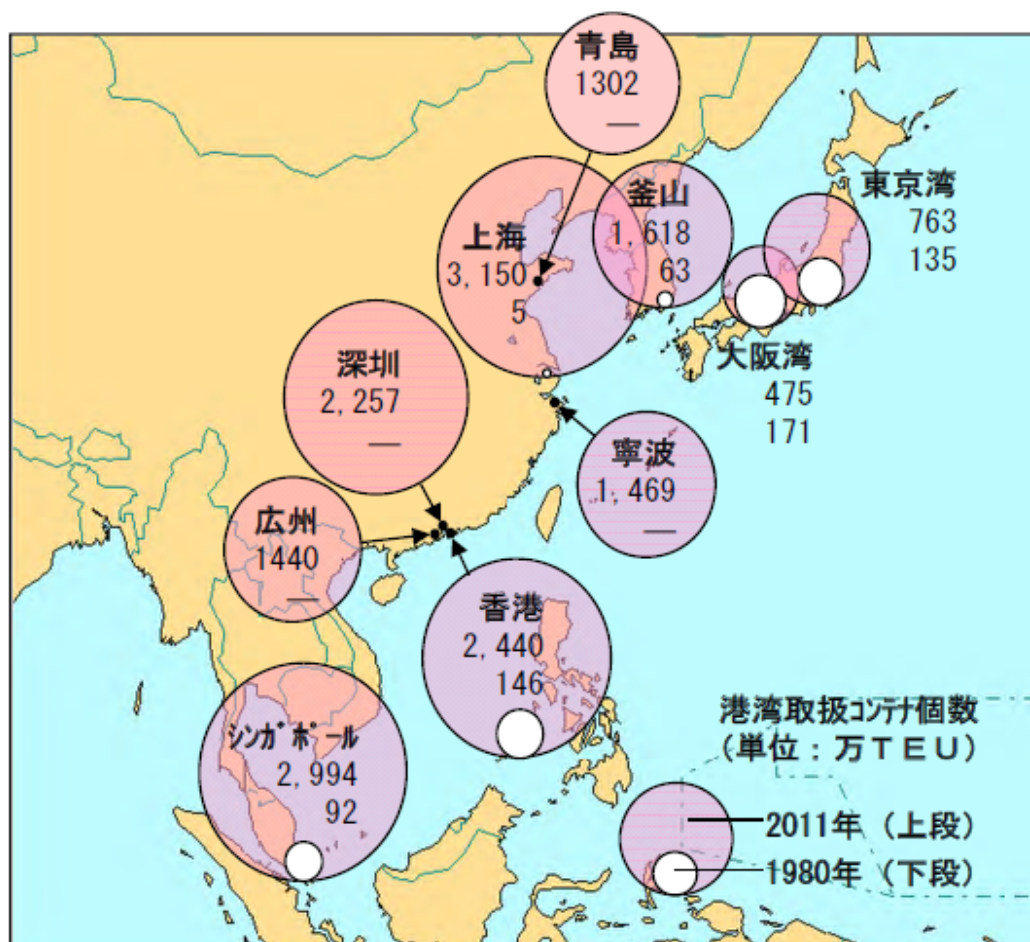 青島
1302
—
釜山
1,618
63
東京湾
763
135
上海
3,150
5
大阪湾
475
171
深圳
2,257
—
寧波
1,469
—
広州
1440
—
香港
2,440
146
シンガポール
2,994
92
港湾取扱コンテナ個数
(単位：万TEU)
2011年 (上段)
1980年 (下段)